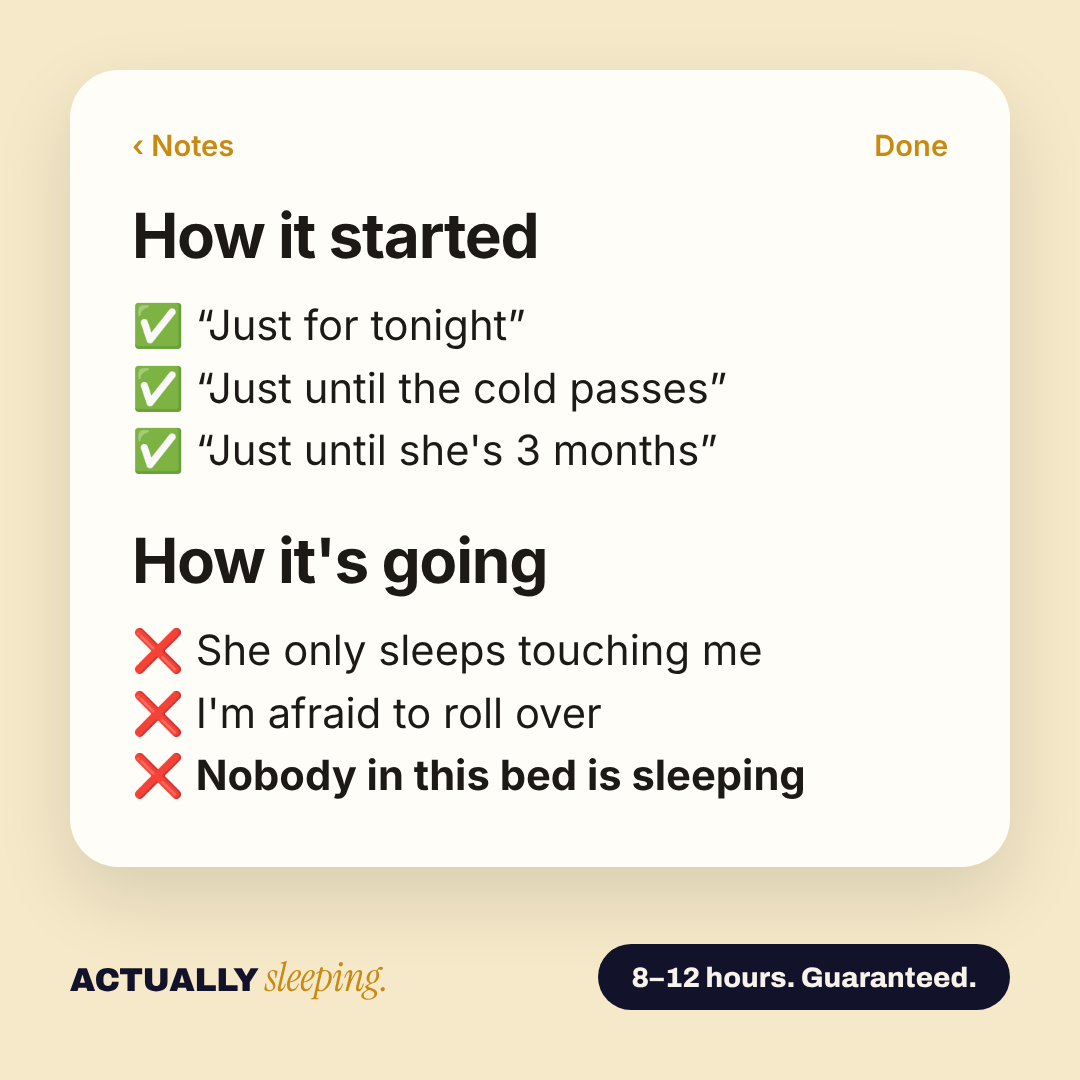 ‹ Notes
Done
How it started
✅ “Just for tonight”
✅ “Just until the cold passes”
✅ “Just until she's 3 months”
How it's going
❌ She only sleeps touching me
❌ I'm afraid to roll over
❌ Nobody in this bed is sleeping
ACTUALLY sleeping.
8–12 hours. Guaranteed.